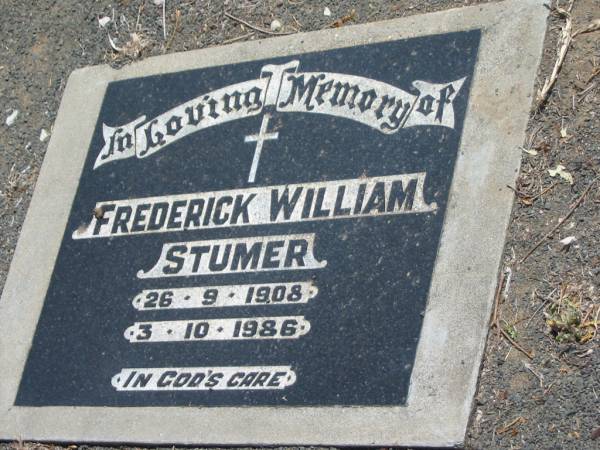 In Loving Memory of
FREDERICK WILLIAM
STUMER
26 · 9 · 1908
3 · 10 · 1986
IN GOD'S CARE